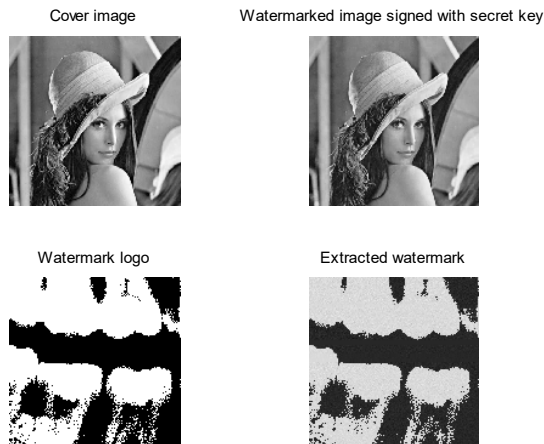 Cover image
Watermarked image signed with secret key
Watermark logo
Extracted watermark